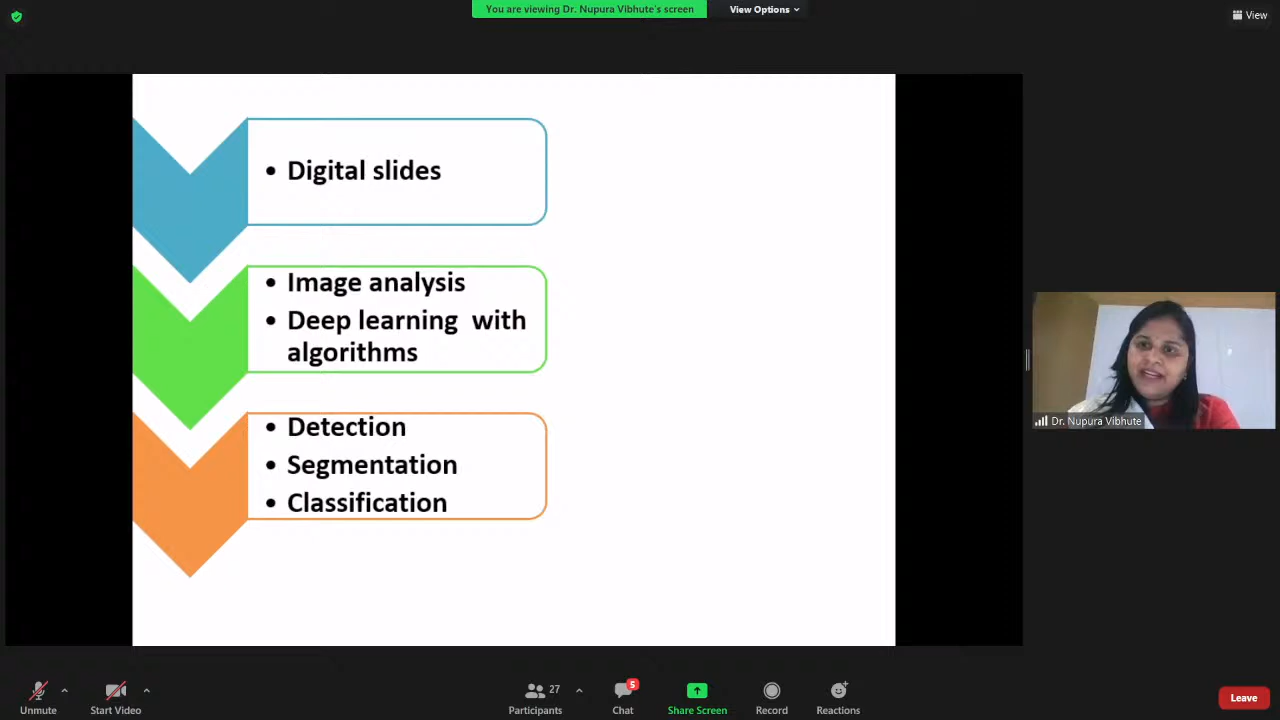 You are viewing Dr. Nupura Vibhute's screen
View Options
View
• Digital slides
• Image analysis
• Deep learning with
algorithms
• Detection
• Segmentation
• Classification
Dr. Nupura Vibhute
Unmute
Start Video
27
Participants
5
Chat
Share Screen
Record
Reactions
Leave